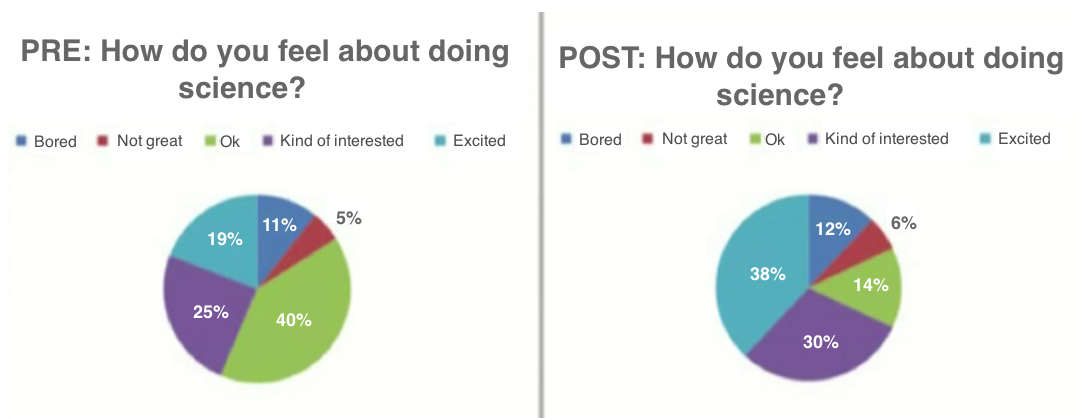 PRE: How do you feel about doing
science?
Bored Not great Ok Kind of interested Excited
11%
5%
19%
25%
40%
POST: How do you feel about doing
science?
Bored Not great Ok Kind of interested Excited
12%
6%
38%
14%
30%